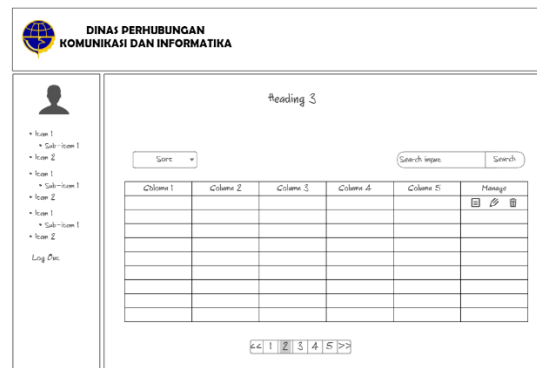 DINAS PERHUBUNGAN
KOMUNIKASI DAN INFORMATIKA
Heading 3
• Item 1
• Sub-item 1
• Item 2
• Item 1
• Sub-item 1
• Item 2
• Item 1
• Sub-item 1
• Item 2
Log Out
Sort
Search input Search
Column 1 Column 2 Column 3 Column 4 Column 5 Manage
<< 1 2 3 4 5 >>